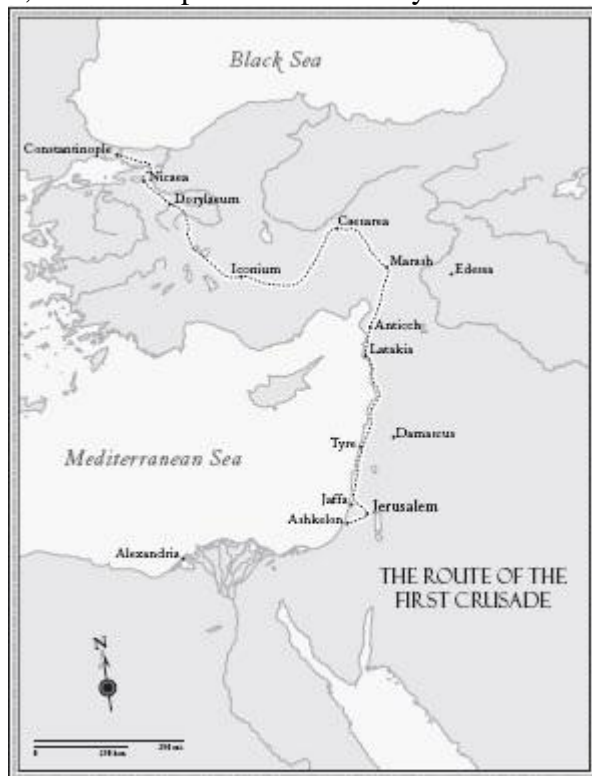 Black Sea
Constantinople
Nicaea
Dorylaeum
Caesarea
Iconium
Marash
Edessa
Antioch
Latakia
Damascus
Tyre
Mediterranean Sea
Jaffa
Jerusalem
Ashkelon
Alexandria
THE ROUTE OF THE
FIRST CRUSADE
N
0